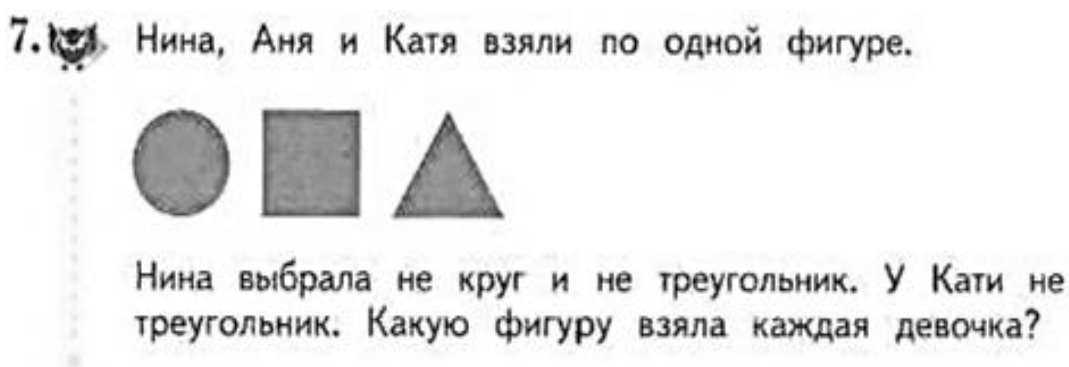 7. Нина, Аня и Катя взяли по одной фигуре.
Нина выбрала не круг и не треугольник. У Кати не
треугольник. Какую фигуру взяла каждая девочка?